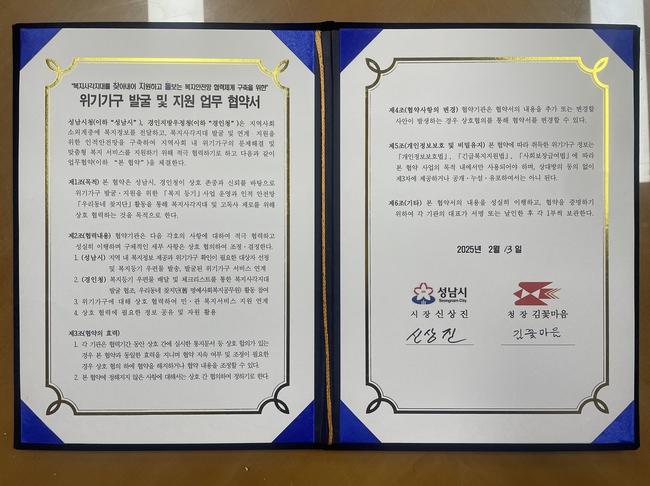 "복지사각지대를 찾아내어 지원하고 돌보는 복지안전망 협력체계 구축을 위한"
위기가구 발굴 및 지원 업무 협약서
성남시청(이하 "성남시"), 경인지방우정청(이하 "경인청")은 지역사회
소외계층에 복지정보를 전달하고, 복지사각지대 발굴 및 연계·지원을
위한 인적안전망을 구축하여 지역사회 내 위기가구의 문제해결 및
맞춤형 복지 서비스를 지원하기 위해 적극 협력하기로 하고 다음과 같이
업무협약(이하 "본 협약")을 체결한다.
제1조(목적) 본 협약은 성남시, 경인청이 상호 존중과 신뢰를 바탕으로
위기가구 발굴·지원을 위한 「복지 등기」사업 운영과 인적 안전망
「우리동네 찾지단」활동을 통해 복지사각지대 및 고독사 제로를 위해
상호 협력하는 것을 목적으로 한다.
제2조(협력내용) 협약기관은 다음 각호의 사항에 대하여 적극 협력하고
성실히 이행하며 구체적인 세부 사항은 상호 협의하여 조정·결정한다.
1. (성남시) 지역 내 복지정보 제공과 위기가구 확인이 필요한 대상자 선정
및 복지등기 우편물 발송, 발굴된 위기가구 서비스 연계
2. (경인청) 복지등기 우편물 배달 및 체크리스트를 통한 복지사각지대
발굴 협조, 우리동네 찾지단(舊 명예사회복지공무원) 활동 참여
3. 위기가구에 대해 상호 협력하여 민·관 복지서비스 지원 연계
4. 상호 협력에 필요한 정보 공유 및 자원 활용
제3조(협약의 효력)
1. 각 기관은 협력기간 동안 상호 간에 실시한 통지문서 등 상호 협의가 있는
경우 본 협약과 동일한 효력을 지니며 협약 지속 여부 및 조정이 필요한
경우 상호 협의 하에 협약을 해지하거나 협약 내용을 조정할 수 있다.
2. 본 협약에 정해지지 않은 사항에 대해서는 상호 간 협의하여 정하기로 한다.
제4조(협약사항의 변경) 협약기관은 협약서의 내용을 추가 또는 변경할
사안이 발생하는 경우 상호협의를 통해 협약서를 변경할 수 있다.
제5조(개인정보보호 및 비밀유지) 본 협약에 따라 취득한 위기가구 정보는
「개인정보보호법」, 「긴급복지지원법」, 「사회보장급여법」에 따라
본 협약 사업의 목적 내에서만 사용되어야 하며, 상대방의 동의 없이
제3자에 제공하거나 공개·누설·유포하여서는 아니 된다.
제6조(기타) 본 협약서의 내용을 성실히 이행하고, 협약을 증명하기
위하여 각 기관의 대표가 서명 또는 날인한 후 각 1부씩 보관한다.
2025년 2월 13일
성남시
Seongnam City
시장 신상진
신상진
청장 김꽃마음
김꽃마음